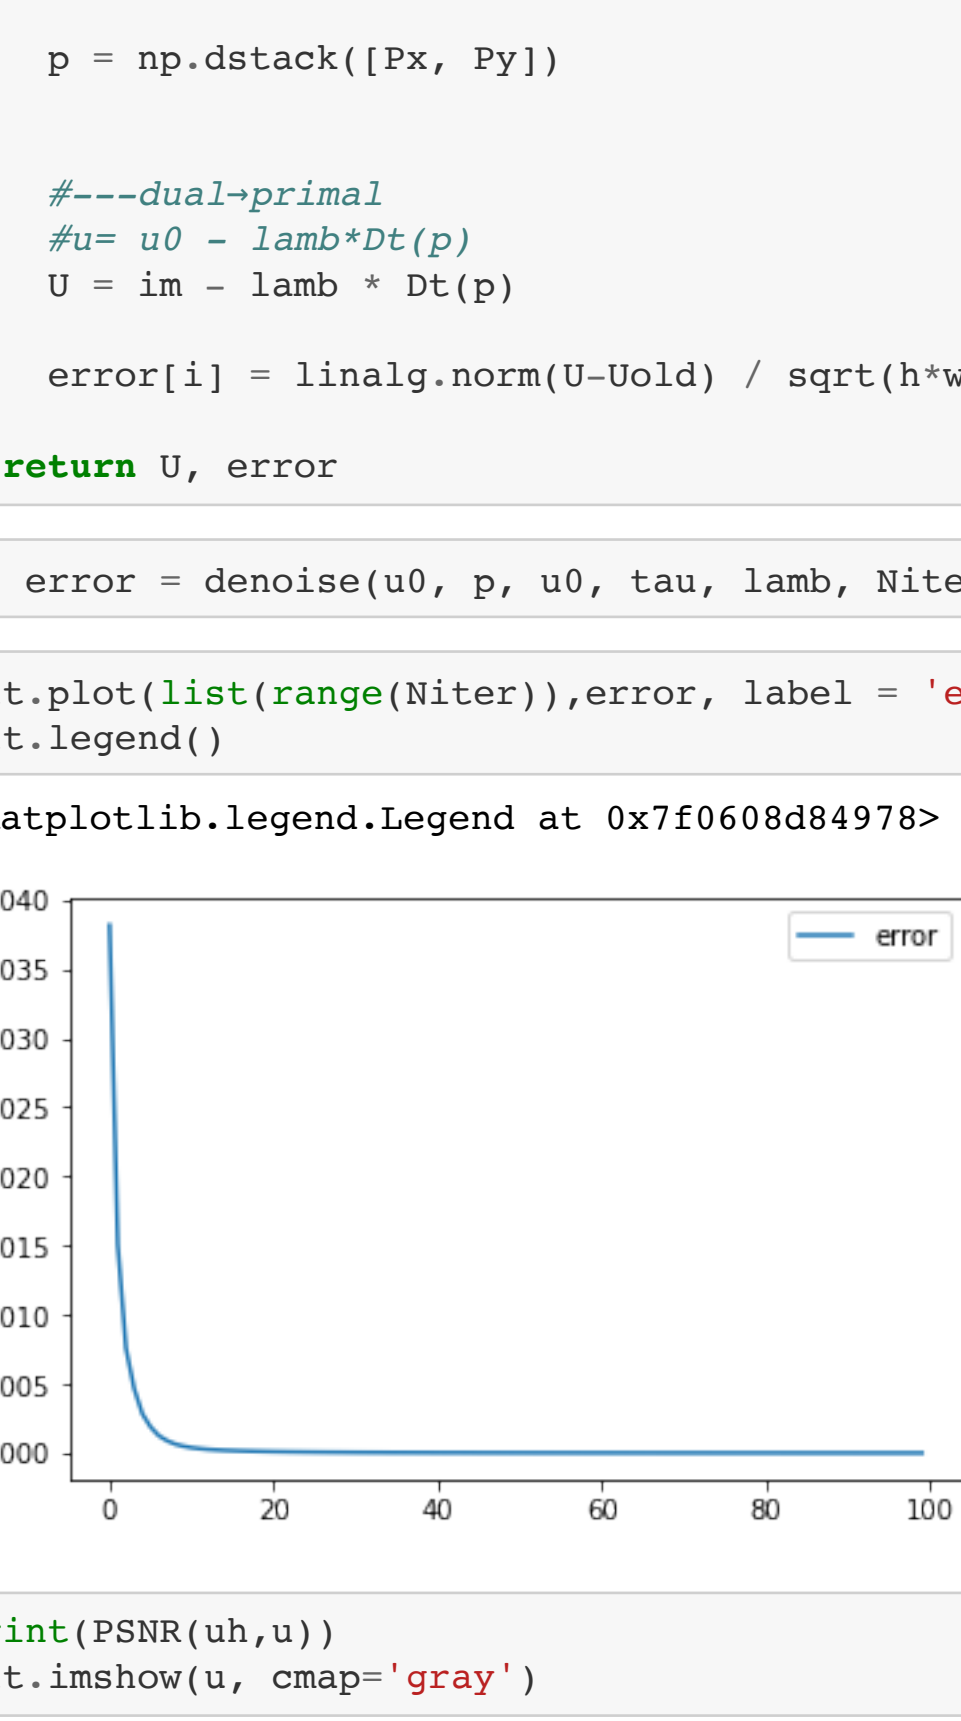 p = np.dstack([Px, Py])
#---dual→primal
#u= u0 - lamb*Dt(p)
U = im - lamb * Dt(p)
error[i] = linalg.norm(U-Uold) / sqrt(h*w
return U, error
error = denoise(u0, p, u0, tau, lamb, Nite
t.plot(list(range(Niter)),error, label = 'e
t.legend()
atplotlib.legend.Legend at 0x7f0608d84978>
040
error
035
030
025
020
015
010
005
000
0 20 40 60 80 100
int(PSNR(uh,u))
t.imshow(u, cmap='gray')